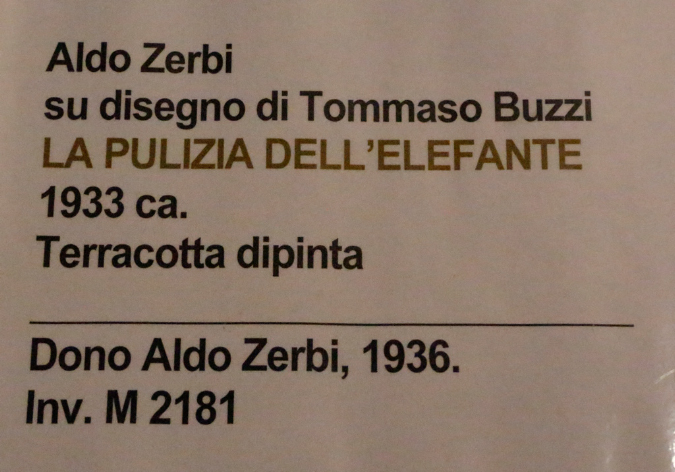 Aldo Zerbi
su disegno di Tommaso Buzzi
LA PULIZIA DELL'ELEFANTE
1933 ca.
Terracotta dipinta
Dono Aldo Zerbi, 1936.
Inv. M 2181